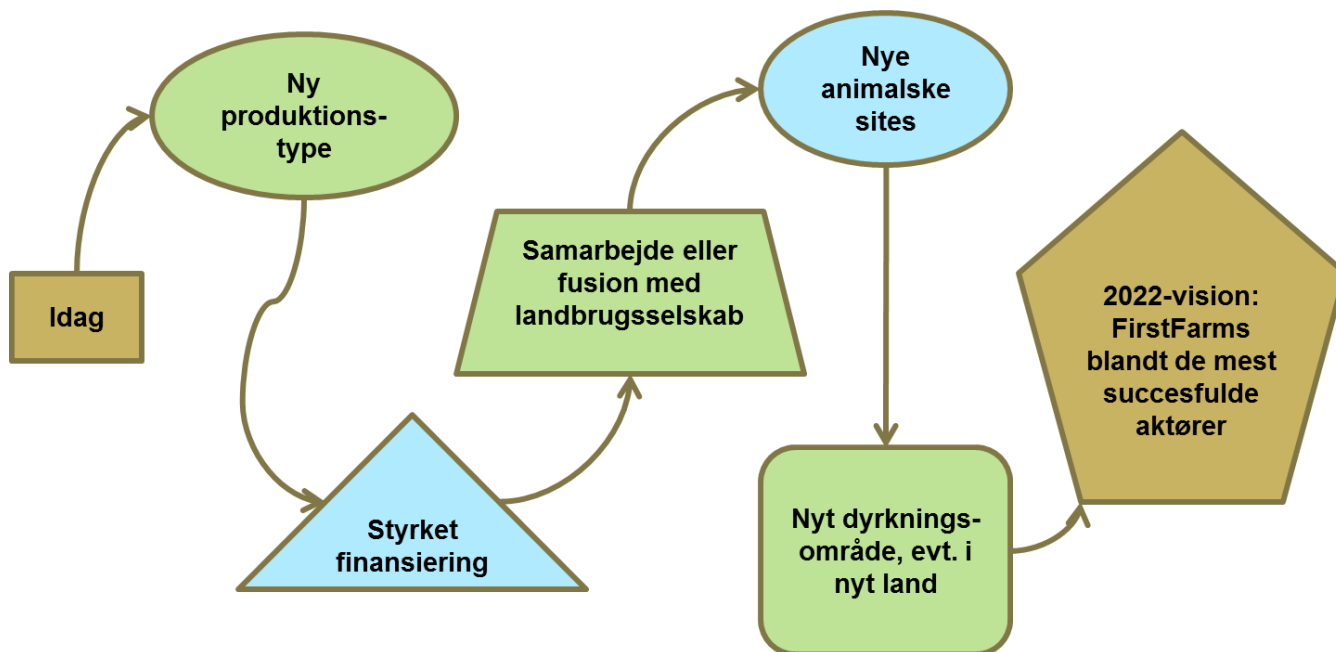 Idag
Ny
produktions-
type
Styrket
finansiering
Samarbejde eller
fusion med
landbrugsselskab
Nye
animalske
sites
Nyt dyrknings-
område, evt. i
nyt land
2022-vision:
FirstFarms
blandt de mest
succesfulde
aktører